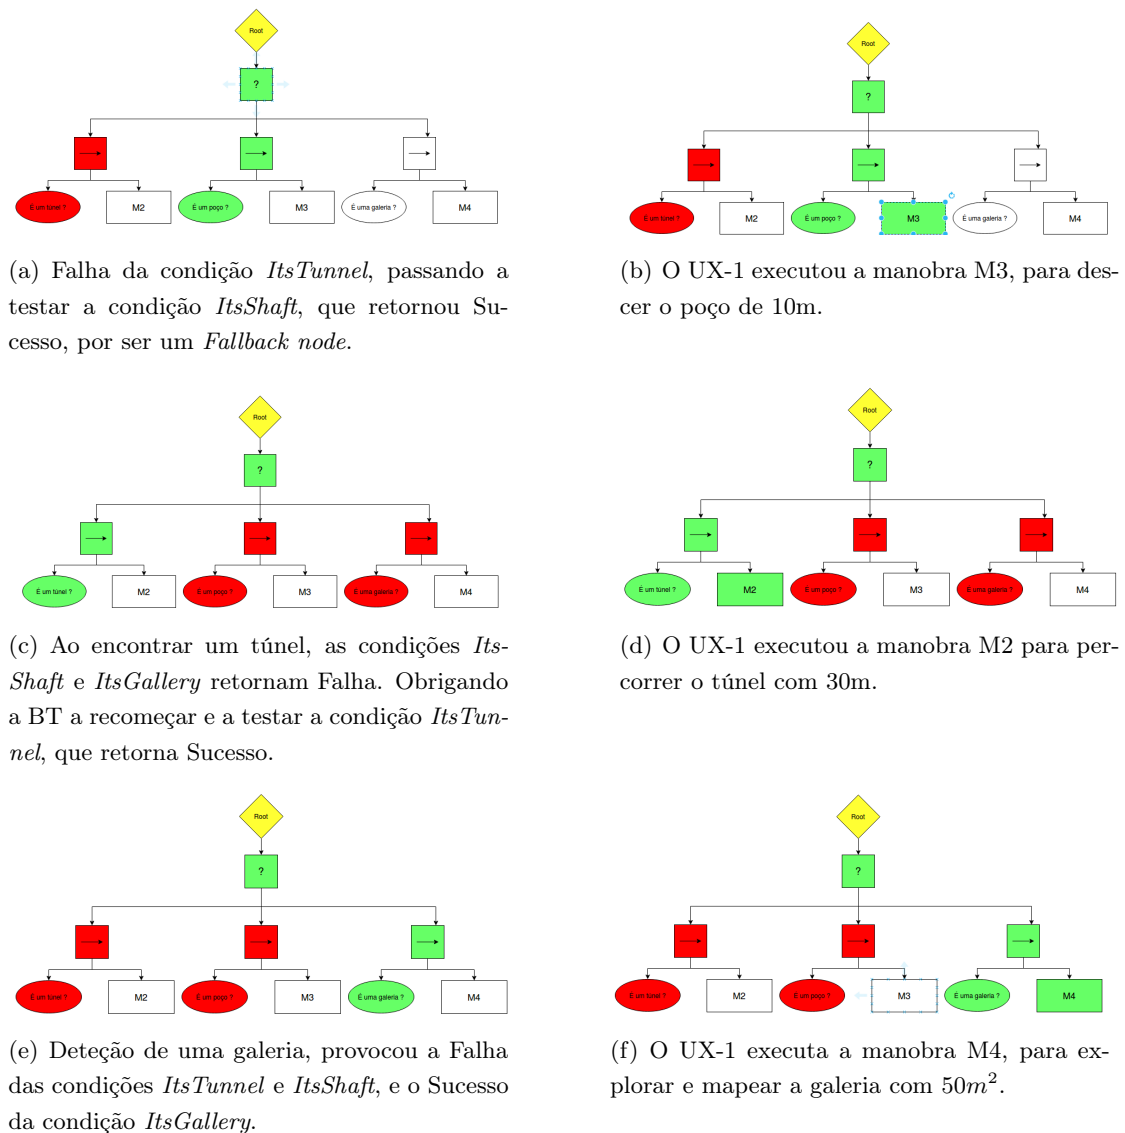 Root
?
É um túnel ?
M2
É um poço ?
M3
É uma galeria ?
M4
(a) Falha da condição ItsTunnel, passando a
testar a condição ItsShaft, que retornou Su-
cesso, por ser um Fallback node.
Root
?
É um túnel ?
M2
É um poço ?
M3
É uma galeria ?
M4
(b) O UX-1 executou a manobra M3, para des-
cer o poço de 10m.
Root
?
É um túnel ?
M2
É um poço ?
M3
É uma galeria ?
M4
(c) Ao encontrar um túnel, as condições Its-
Shaft e ItsGallery retornam Falha. Obrigando
a BT a recomeçar e a testar a condição ItsTun-
nel, que retorna Sucesso.
Root
?
É um túnel ?
M2
É um poço ?
M3
É uma galeria ?
M4
(d) O UX-1 executou a manobra M2 para per-
correr o túnel com 30m.
Root
?
É um túnel ?
M2
É um poço ?
M3
É uma galeria ?
M4
(e) Deteção de uma galeria, provocou a Falha
das condições ItsTunnel e ItsShaft, e o Sucesso
da condição ItsGallery.
Root
?
É um túnel ?
M2
É um poço ?
M3
É uma galeria ?
M4
(f) O UX-1 executa a manobra M4, para ex-
plorar e mapear a galeria com 50m².